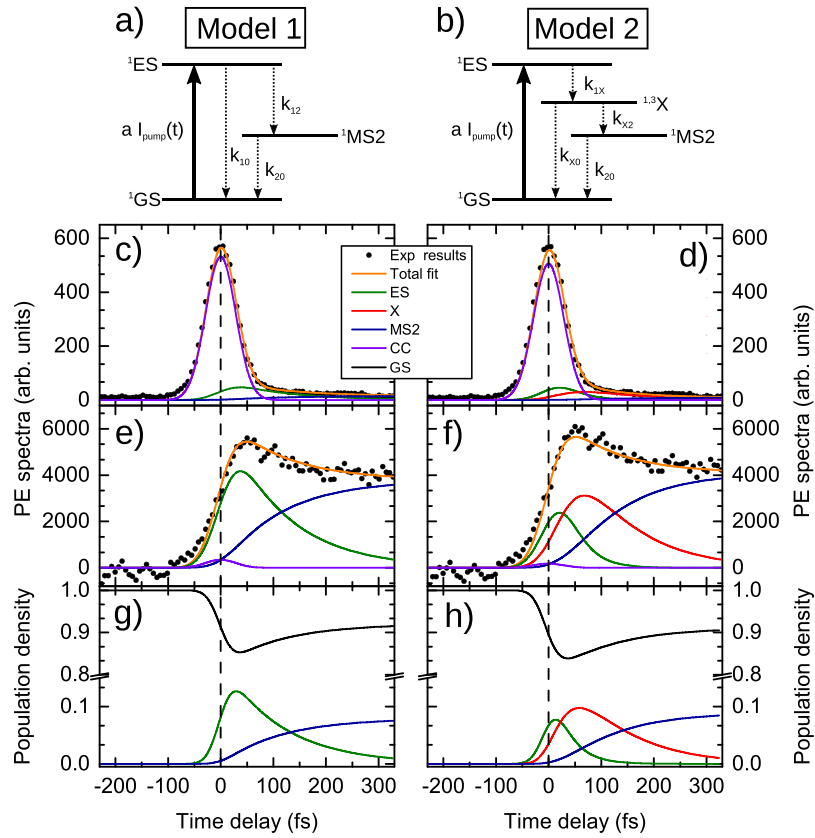 a) Model 1
b) Model 2
¹ES
¹ES
k₁ₓ
¹,³X
k₁₂
a Iₚᵤₘₚ(t)
a Iₚᵤₘₚ(t)
kₓ₂
¹MS2
¹MS2
k₁₀
k₂₀
kₓ₀
k₂₀
¹GS
¹GS
c)
d)
Exp results
Total fit
ES
X
MS2
CC
GS
600
400
200
0
600
400
200
0
PE spectra (arb. units)
PE spectra (arb. units)
e)
f)
6000
4000
2000
0
6000
4000
2000
0
g)
h)
1.0
0.9
0.8
0.1
0.0
1.0
0.9
0.8
0.1
0.0
Population density
Population density
-200 -100 0 100 200 300
-200 -100 0 100 200 300
Time delay (fs)
Time delay (fs)